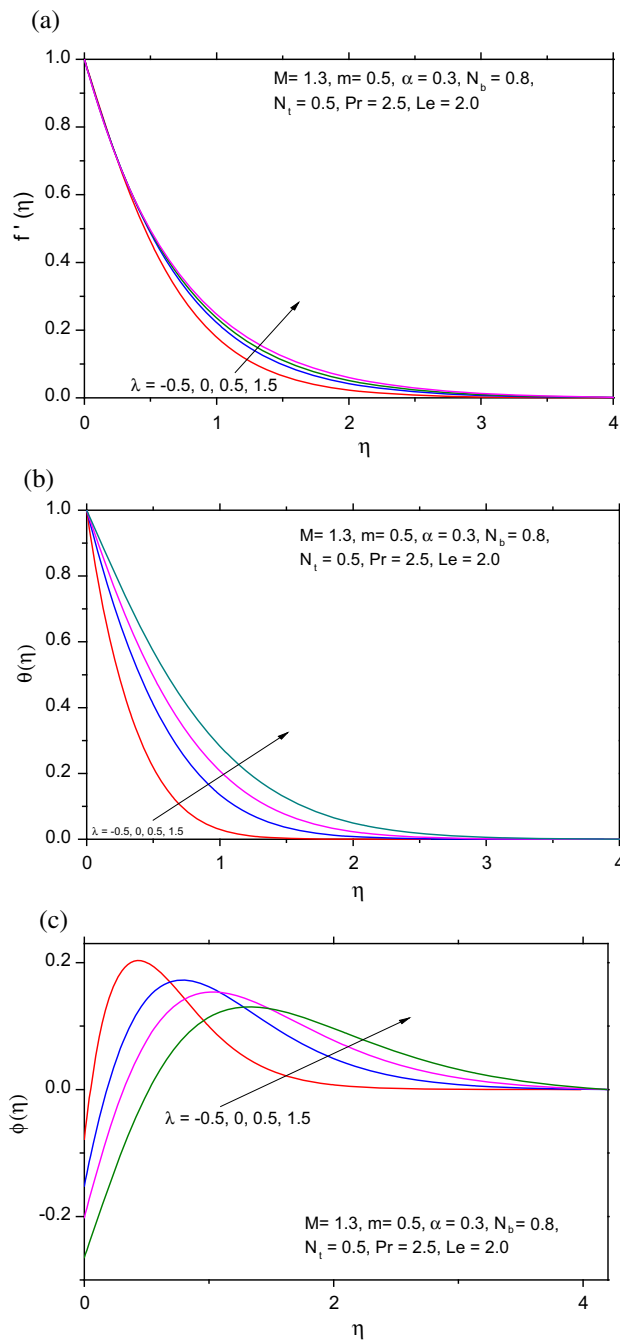 (a)
1.0
M= 1.3, m= 0.5, α = 0.3, N_b = 0.8,
N_t = 0.5, Pr = 2.5, Le = 2.0
0.8
0.6
f ' (η)
0.4
0.2
λ = -0.5, 0, 0.5, 1.5
0.0
0 1 2 3 4
η
(b)
1.0
M= 1.3, m= 0.5, α = 0.3, N_b = 0.8,
N_t = 0.5, Pr = 2.5, Le = 2.0
0.8
0.6
θ(η)
0.4
0.2
λ = -0.5, 0, 0.5, 1.5
0.0
0 1 2 3 4
η
(c)
0.2
0.0
λ = -0.5, 0, 0.5, 1.5
ϕ(η)
-0.2
M= 1.3, m= 0.5, α = 0.3, N_b = 0.8,
N_t = 0.5, Pr = 2.5, Le = 2.0
0 2 4
η